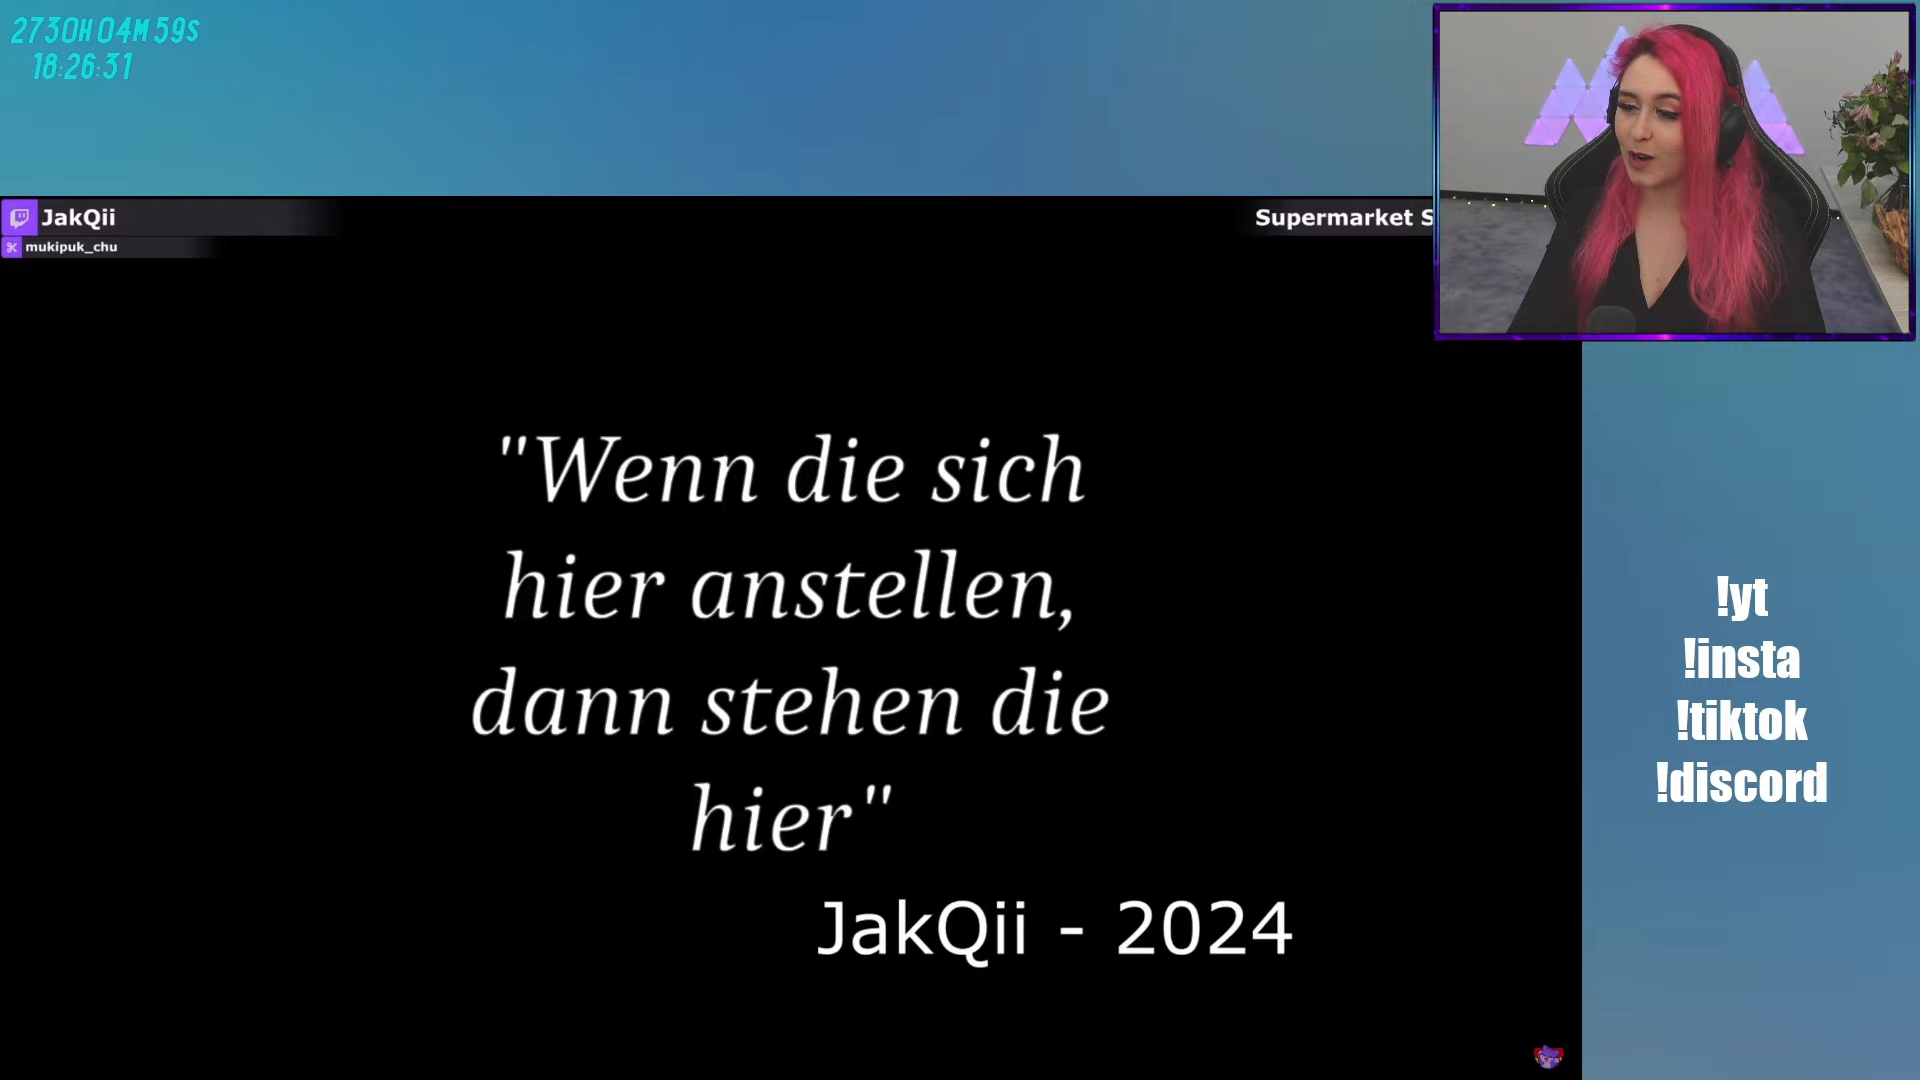 2730H 04M 59S
18:26:31
JakQii
mukipuk_chu
Supermarket S
"Wenn die sich
hier anstellen,
dann stehen die
hier"
JakQii - 2024
!yt
!insta
!tiktok
!discord